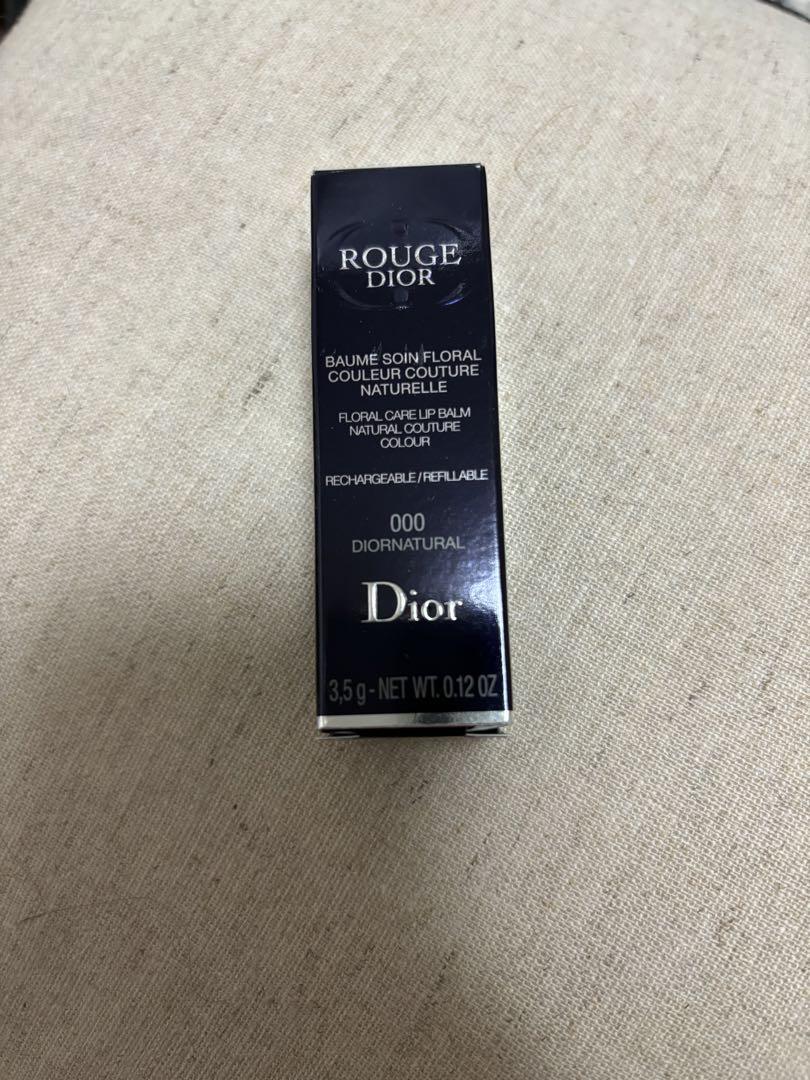 ROUGE
DIOR
BAUME SOIN FLORAL
COULEUR COUTURE
NATURELLE
FLORAL CARE LIP BALM
NATURAL COUTURE
COLOUR
RECHARGEABLE / REFILLABLE
000
DIORNATURAL
Dior
3,5 g - NET WT. 0.12 OZ